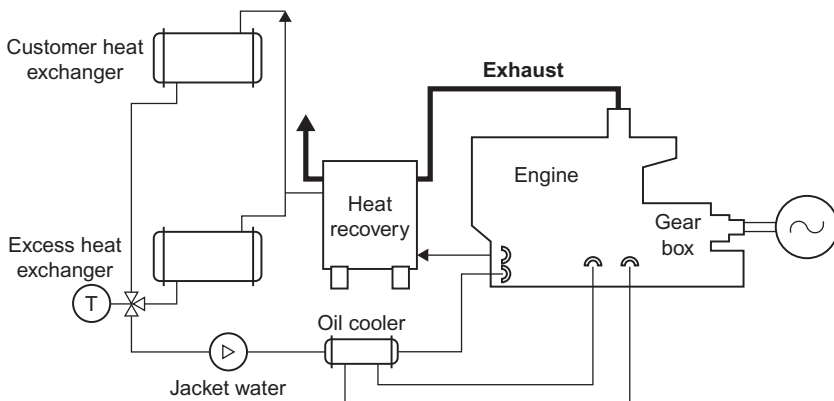 Customer heat
exchanger
Exhaust
Engine
Heat
recovery
Gear
box
Excess heat
exchanger
T
Oil cooler
Jacket water